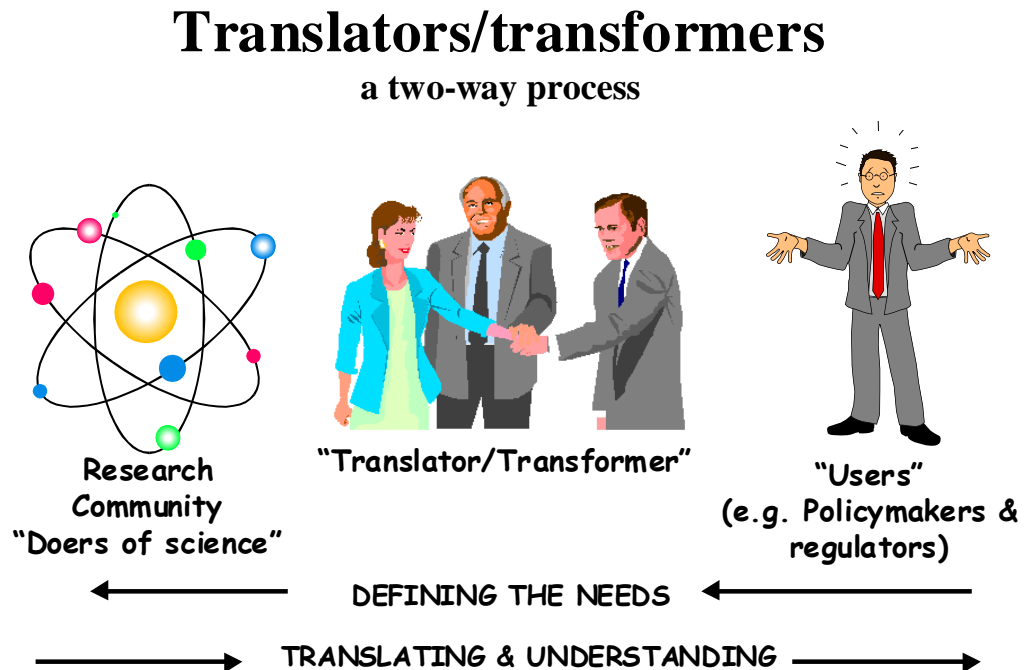 Translators/transformers
a two-way process
Research
Community
“Doers of science”
“Translator/Transformer”
“Users”
(e.g. Policymakers &
regulators)
DEFINING THE NEEDS
TRANSLATING & UNDERSTANDING